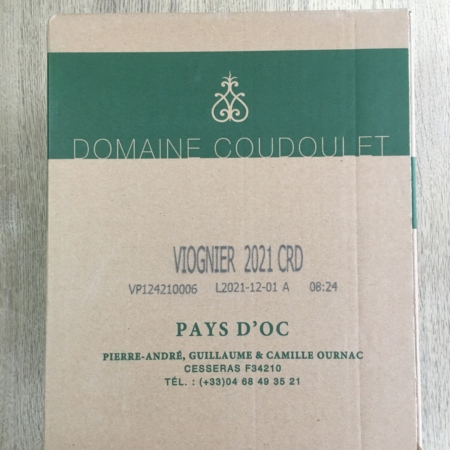 DOMAINE COUDOULET
VIOGNIER 2021 CRD
VP124210006 L2021-12-01 A 08:24
PAYS D'OC
PIERRE-ANDRÉ, GUILLAUME & CAMILLE OURNAC
CESSERAS F34210
TÉL. : (+33)04 68 49 35 21